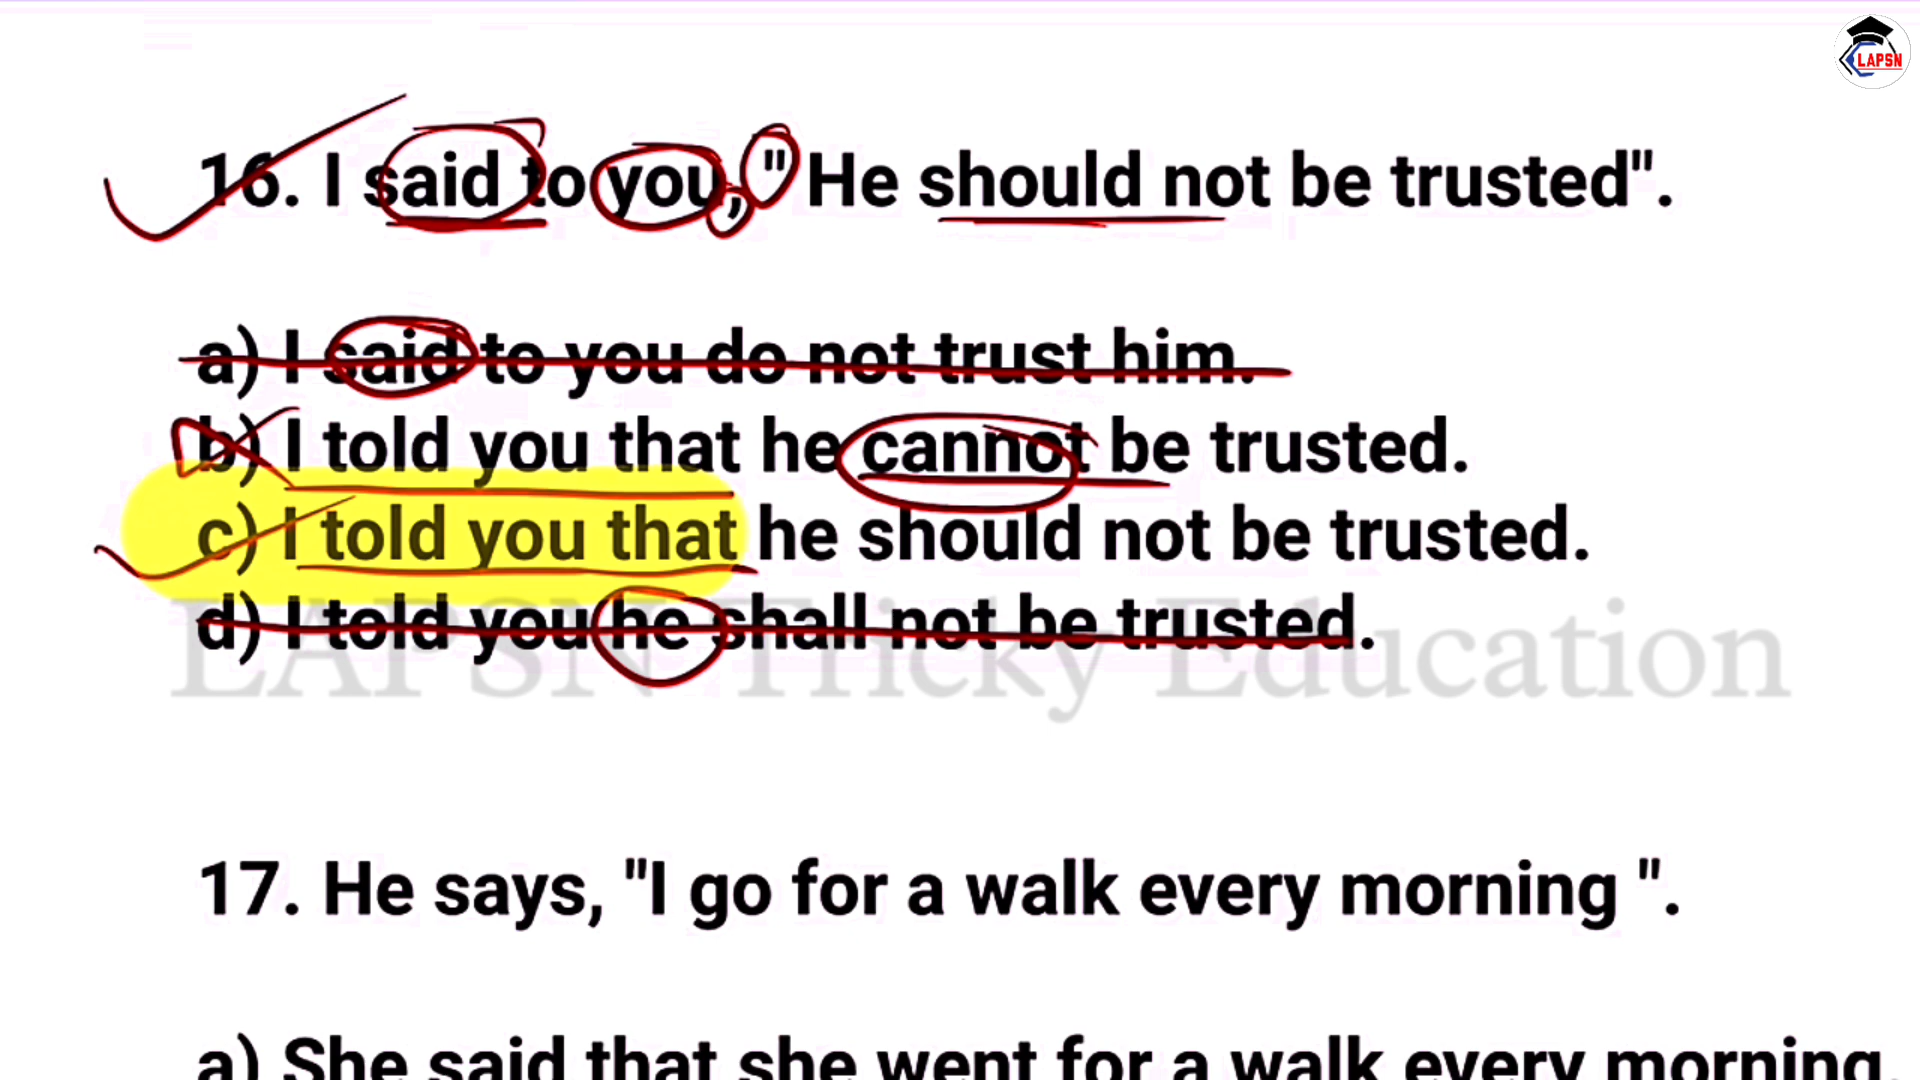 LAPSN
16. I said to you, " He should not be trusted".
a) I said to you do not trust him.
b) I told you that he cannot be trusted.
c) I told you that he should not be trusted.
d) I told you he shall not be trusted.
LAPSN Tricky Education
17. He says, "I go for a walk every morning ".
a) She said that she went for a walk every morning.